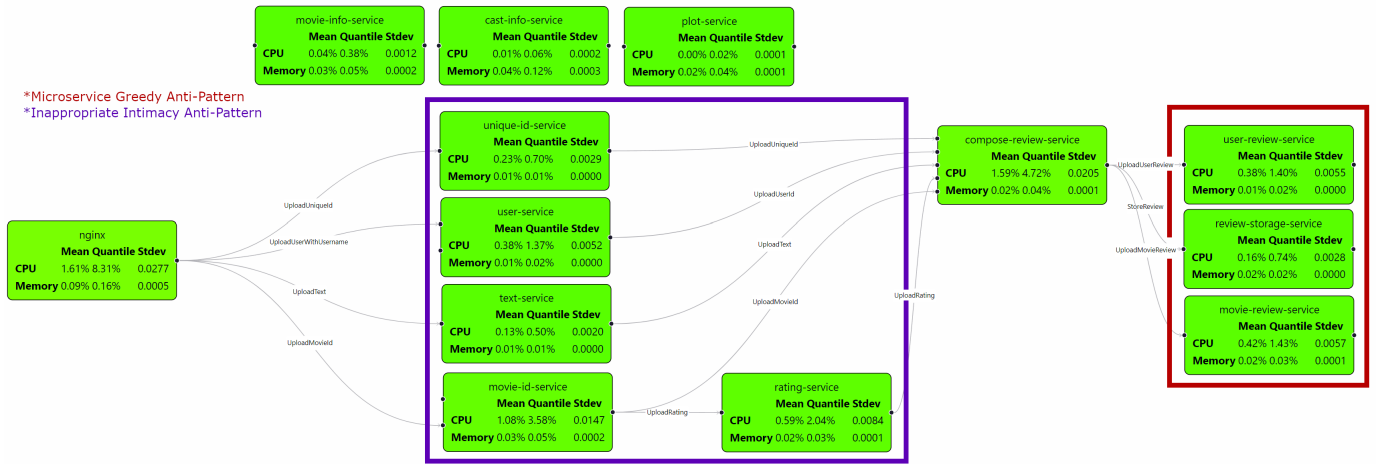 movie-info-service
Mean Quantile Stdev
CPU 0.04% 0.38% 0.0012
Memory 0.03% 0.05% 0.0002
cast-info-service
Mean Quantile Stdev
CPU 0.01% 0.06% 0.0002
Memory 0.04% 0.12% 0.0003
plot-service
Mean Quantile Stdev
CPU 0.00% 0.02% 0.0001
Memory 0.02% 0.04% 0.0001
*Microservice Greedy Anti-Pattern
*Inappropriate Intimacy Anti-Pattern
nginx
Mean Quantile Stdev
CPU 1.61% 8.31% 0.0277
Memory 0.09% 0.16% 0.0005
UploadUniqueId
UploadUserWithUsername
UploadText
UploadMovieId
unique-id-service
Mean Quantile Stdev
CPU 0.23% 0.70% 0.0029
Memory 0.01% 0.01% 0.0000
user-service
Mean Quantile Stdev
CPU 0.38% 1.37% 0.0052
Memory 0.01% 0.02% 0.0000
text-service
Mean Quantile Stdev
CPU 0.13% 0.50% 0.0020
Memory 0.01% 0.01% 0.0000
movie-id-service
Mean Quantile Stdev
CPU 1.08% 3.58% 0.0147
Memory 0.03% 0.05% 0.0002
UploadUniqueId
UploadUserId
UploadText
UploadMovieId
UploadRating
rating-service
Mean Quantile Stdev
CPU 0.59% 2.04% 0.0084
Memory 0.02% 0.03% 0.0001
UploadRating
compose-review-service
Mean Quantile Stdev
CPU 1.59% 4.72% 0.0205
Memory 0.02% 0.04% 0.0001
UploadUserReview
StoreReview
UploadMovieReview
user-review-service
Mean Quantile Stdev
CPU 0.38% 1.40% 0.0055
Memory 0.01% 0.02% 0.0000
review-storage-service
Mean Quantile Stdev
CPU 0.16% 0.74% 0.0028
Memory 0.02% 0.02% 0.0000
movie-review-service
Mean Quantile Stdev
CPU 0.42% 1.43% 0.0057
Memory 0.02% 0.03% 0.0001